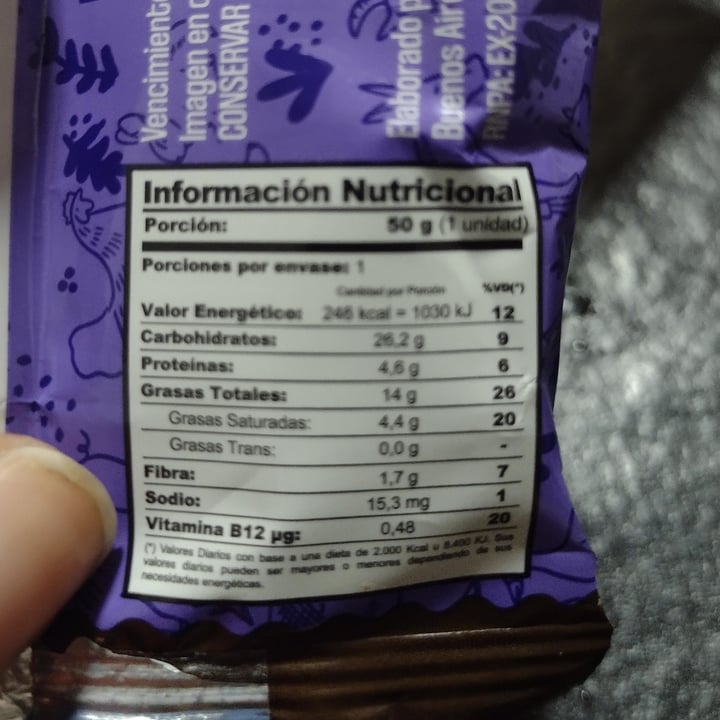 Vencimiento
Imagen en
CONSERVAR
Elaborado
Buenos
RNPA: EX-20
Información Nutricional
Porción: 50 g (1 unidad)
Porciones por envase: 1
Cantidad por Porción %VD(*)
Valor Energético: 246 kcal = 1030 kJ 12
Carbohidratos: 26,2 g 9
Proteínas: 4,6 g 6
Grasas Totales: 14 g 26
Grasas Saturadas: 4,4 g 20
Grasas Trans: 0,0 g -
Fibra: 1,7 g 7
Sodio: 15,3 mg 1
Vitamina B12 µg: 0,48 20
(*) Valores Diarios con base a una dieta de 2.000 Kcal u 8.400 KJ. Sus
valores diarios pueden ser mayores o menores dependiendo de sus
necesidades energéticas.